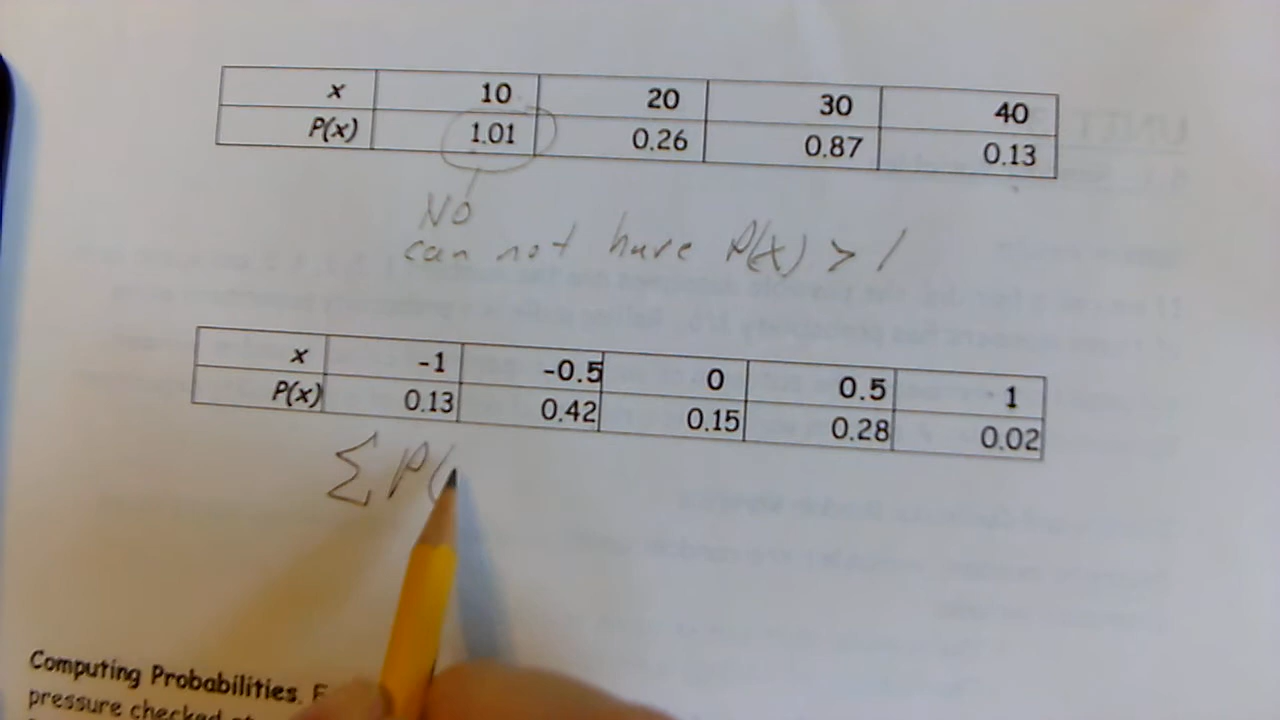 x 10 20 30 40
P(x) 1.01 0.26 0.87 0.13
NO
can not have P(x) > 1
x -1 -0.5 0 0.5 1
P(x) 0.13 0.42 0.15 0.28 0.02
Σ P(
Computing Probabilities.
pressure checked